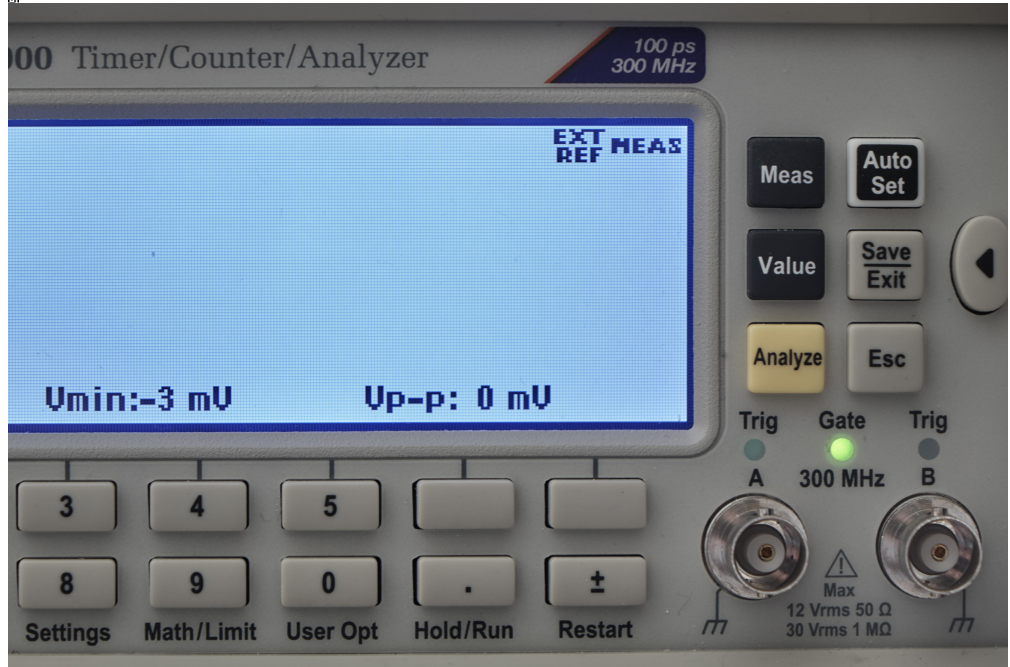 000 Timer/Counter/Analyzer
100 ps
300 MHz
EXT
REF
MEAS
Vmin:-3 mV
Vp-p: 0 mV
Meas
Auto
Set
Value
Save
Exit
Analyze
Esc
Trig
Gate
Trig
A
300 MHz
B
3
4
5
8
9
0
.
±
Settings
Math/Limit
User Opt
Hold/Run
Restart
Max
12 Vrms 50 Ω
30 Vrms 1 MΩ